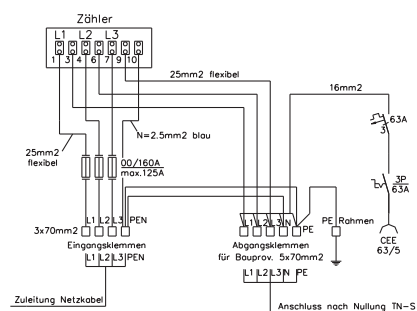 Zähler
L1 L2 L3
1 3 4 6 7 9 10
25mm2 flexibel
16mm2
63A
3
N=2.5mm2 blau
25mm2
flexibel
00/160A
max.125A
3P
63A
L1 L2 L3 PEN
L1 L2 L3 N PE
PE Rahmen
3x70mm2
CEE
63/5
Eingangsklemmen
Abgangsklemmen
für Bauprov. 5x70mm2
L1 L2 L3 PEN
L1 L2 L3 N PE
Zuleitung Netzkabel
Anschluss nach Nullung TN-S